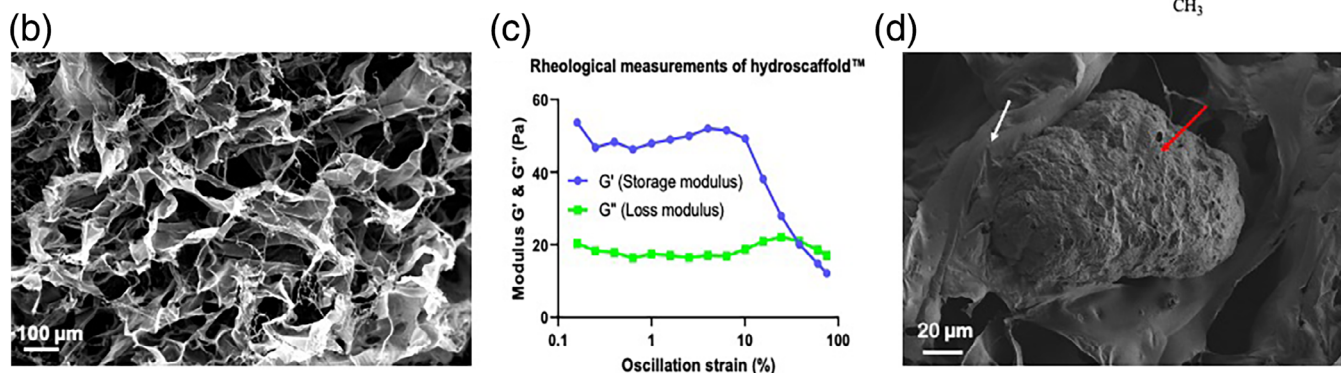 CH₃
(b)
(c)
(d)
Rheological measurements of hydroscaffold™
60
40
20
0
Modulus G' & G" (Pa)
G' (Storage modulus)
G" (Loss modulus)
0.1
1
10
100
Oscillation strain (%)
100 µm
20 µm